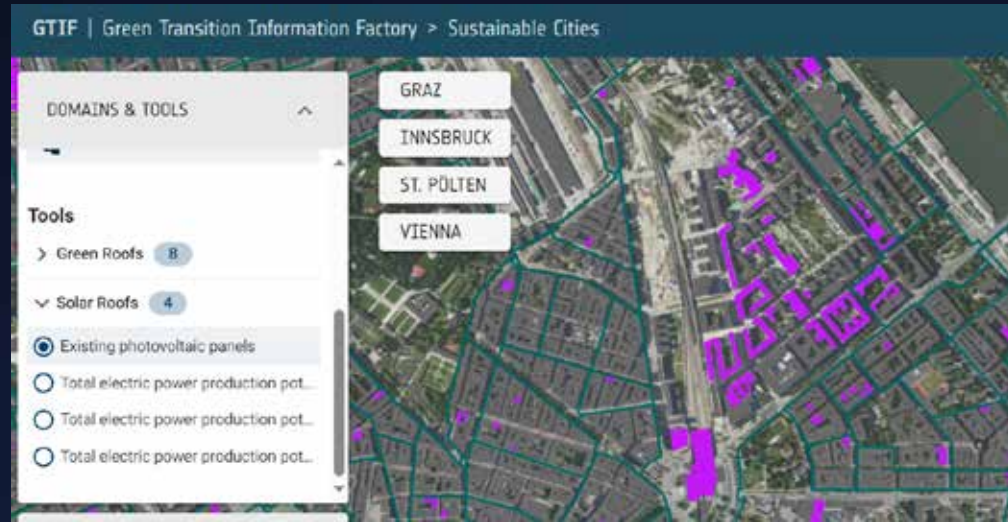 GTIF | Green Transition Information Factory > Sustainable Cities
DOMAINS & TOOLS
Tools
Green Roofs 8
Solar Roofs 4
Existing photovoltaic panels
Total electric power production pot...
Total electric power production pot...
Total electric power production pot...
GRAZ
INNSBRUCK
ST. PÖLTEN
VIENNA